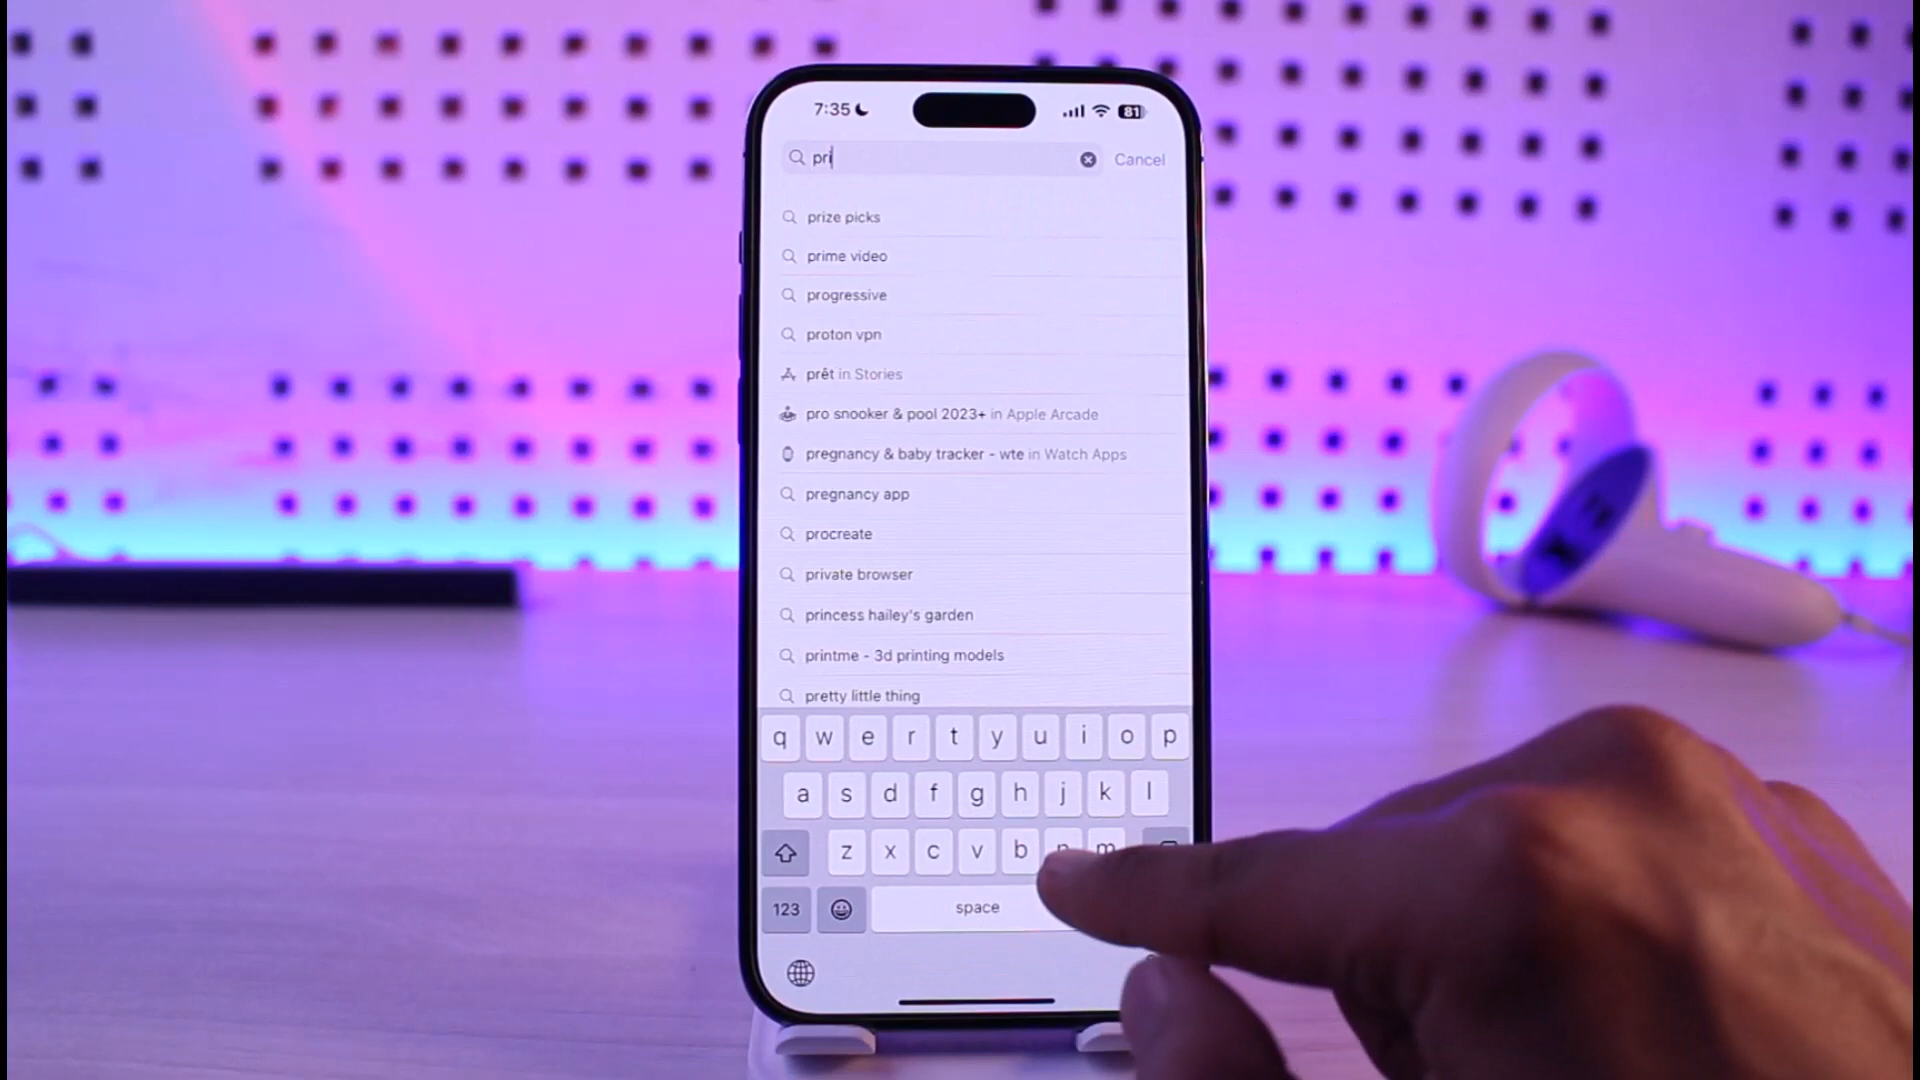 7:35
81
pri
Cancel
prize picks
prime video
progressive
proton vpn
prêt in Stories
pro snooker & pool 2023+ in Apple Arcade
pregnancy & baby tracker - wte in Watch Apps
pregnancy app
procreate
private browser
princess hailey's garden
printme - 3d printing models
pretty little thing
q w e r t y u i o p
a s d f g h j k l
z x c v b n m
123
space